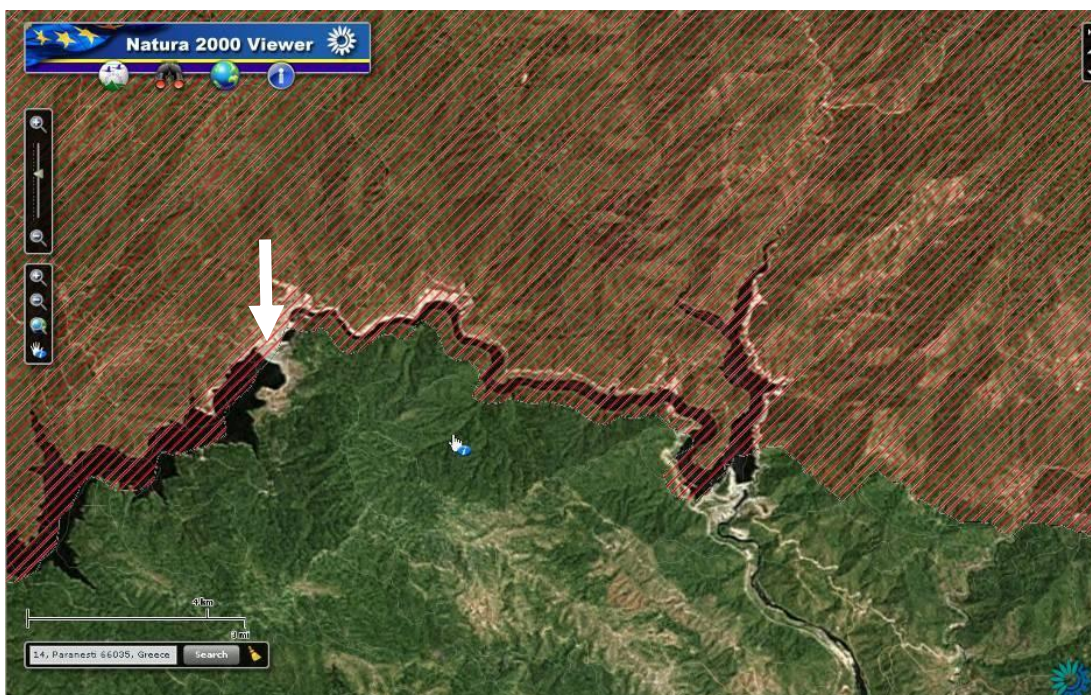 Natura 2000 Viewer
4 km
3 mi
14, Paranesti 66035, Greece
Search